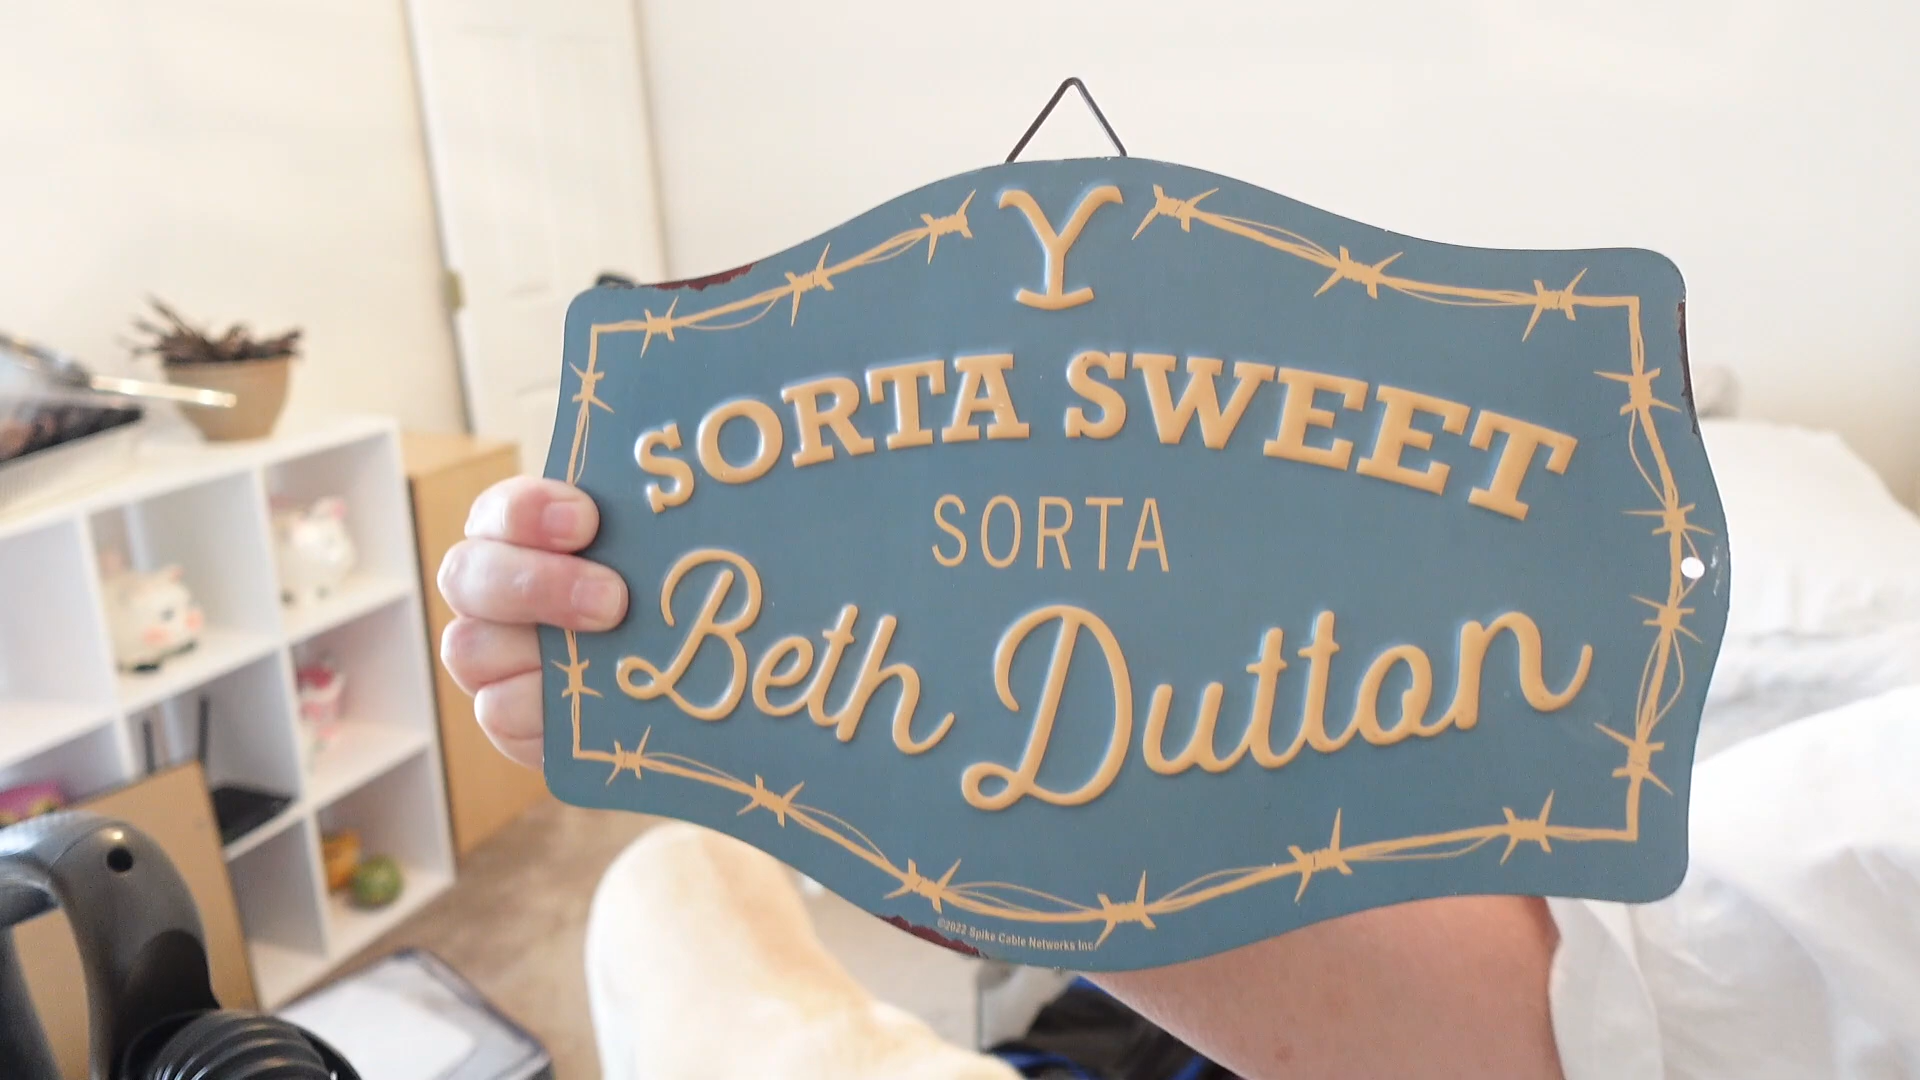 Y
SORTA SWEET
SORTA
Beth Dutton
©2022 Spike Cable Networks Inc.